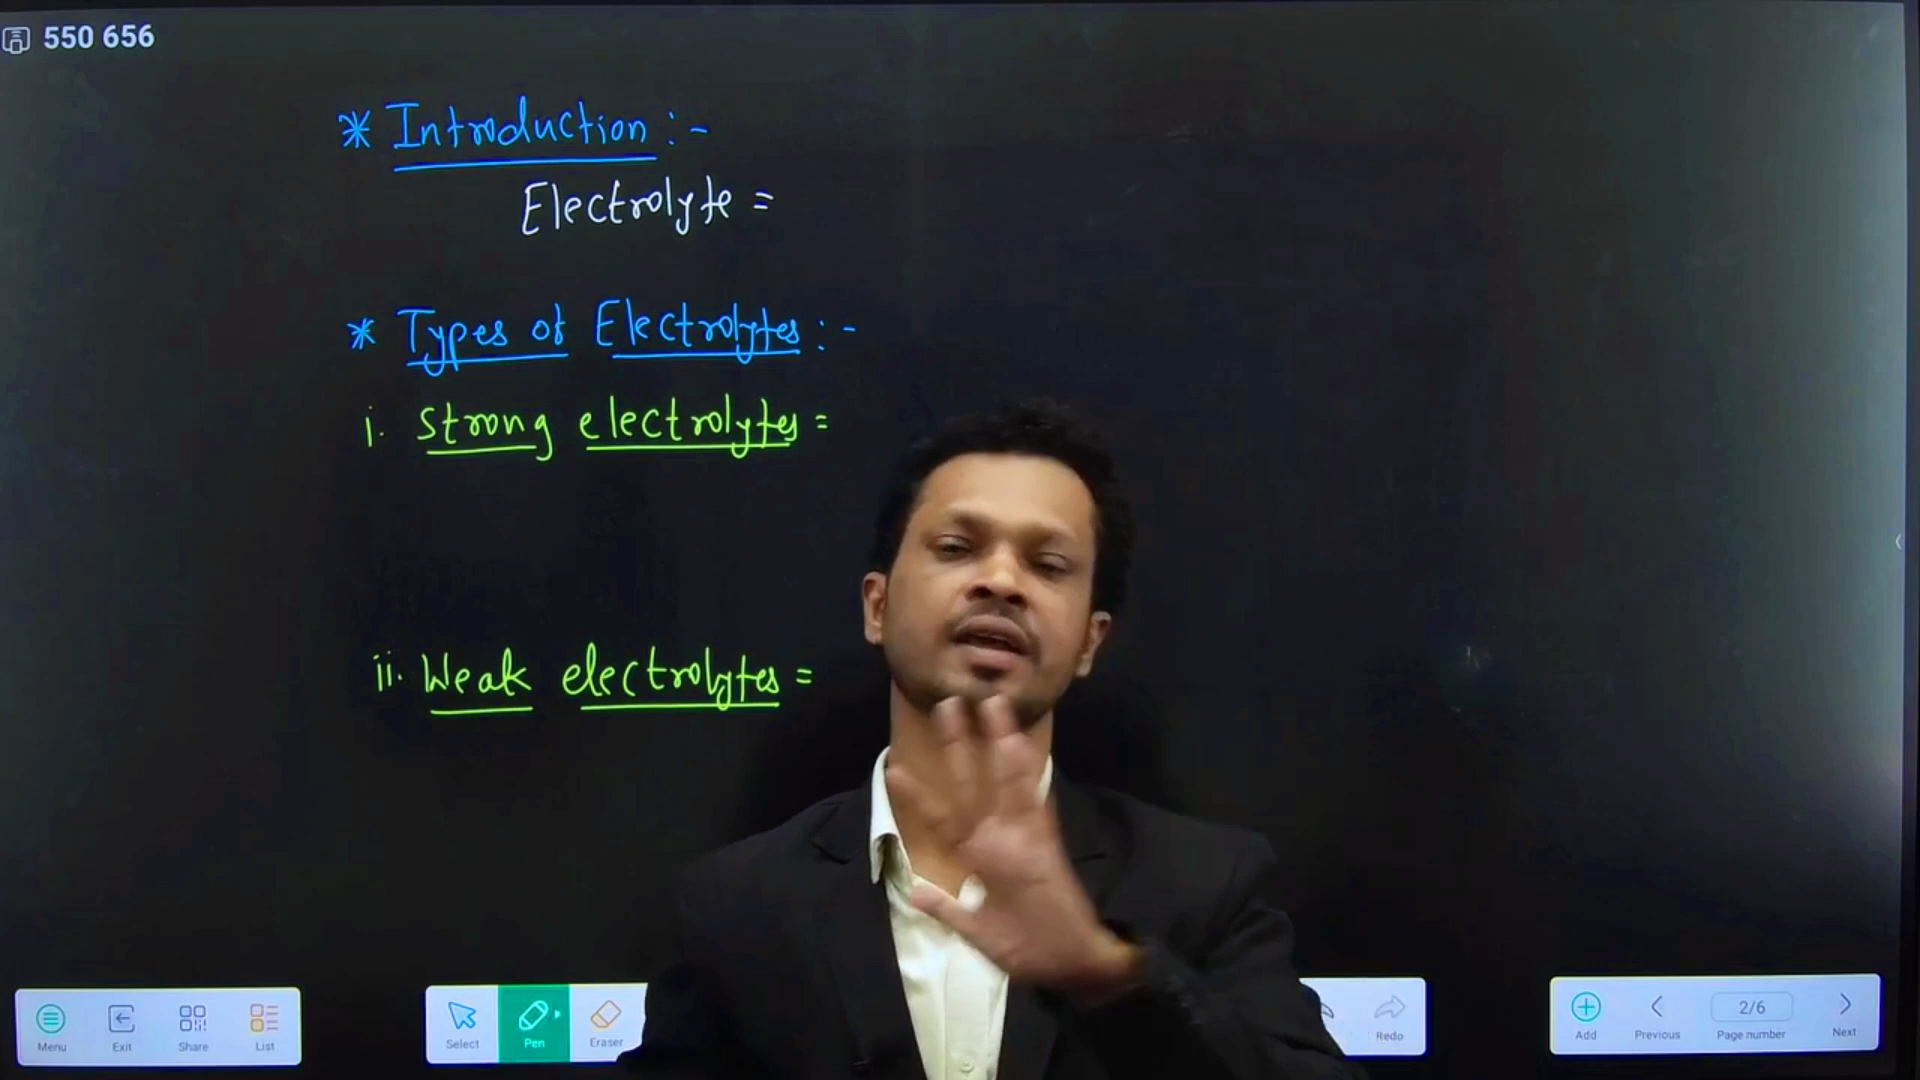 550 656
* Introduction :-
Electrolyte =
* Types of Electrolytes :-
i. Strong electrolytes =
ii. Weak electrolytes =
Menu Exit Share List Select Pen Eraser Redo Add Previous 2/6 Page number Next